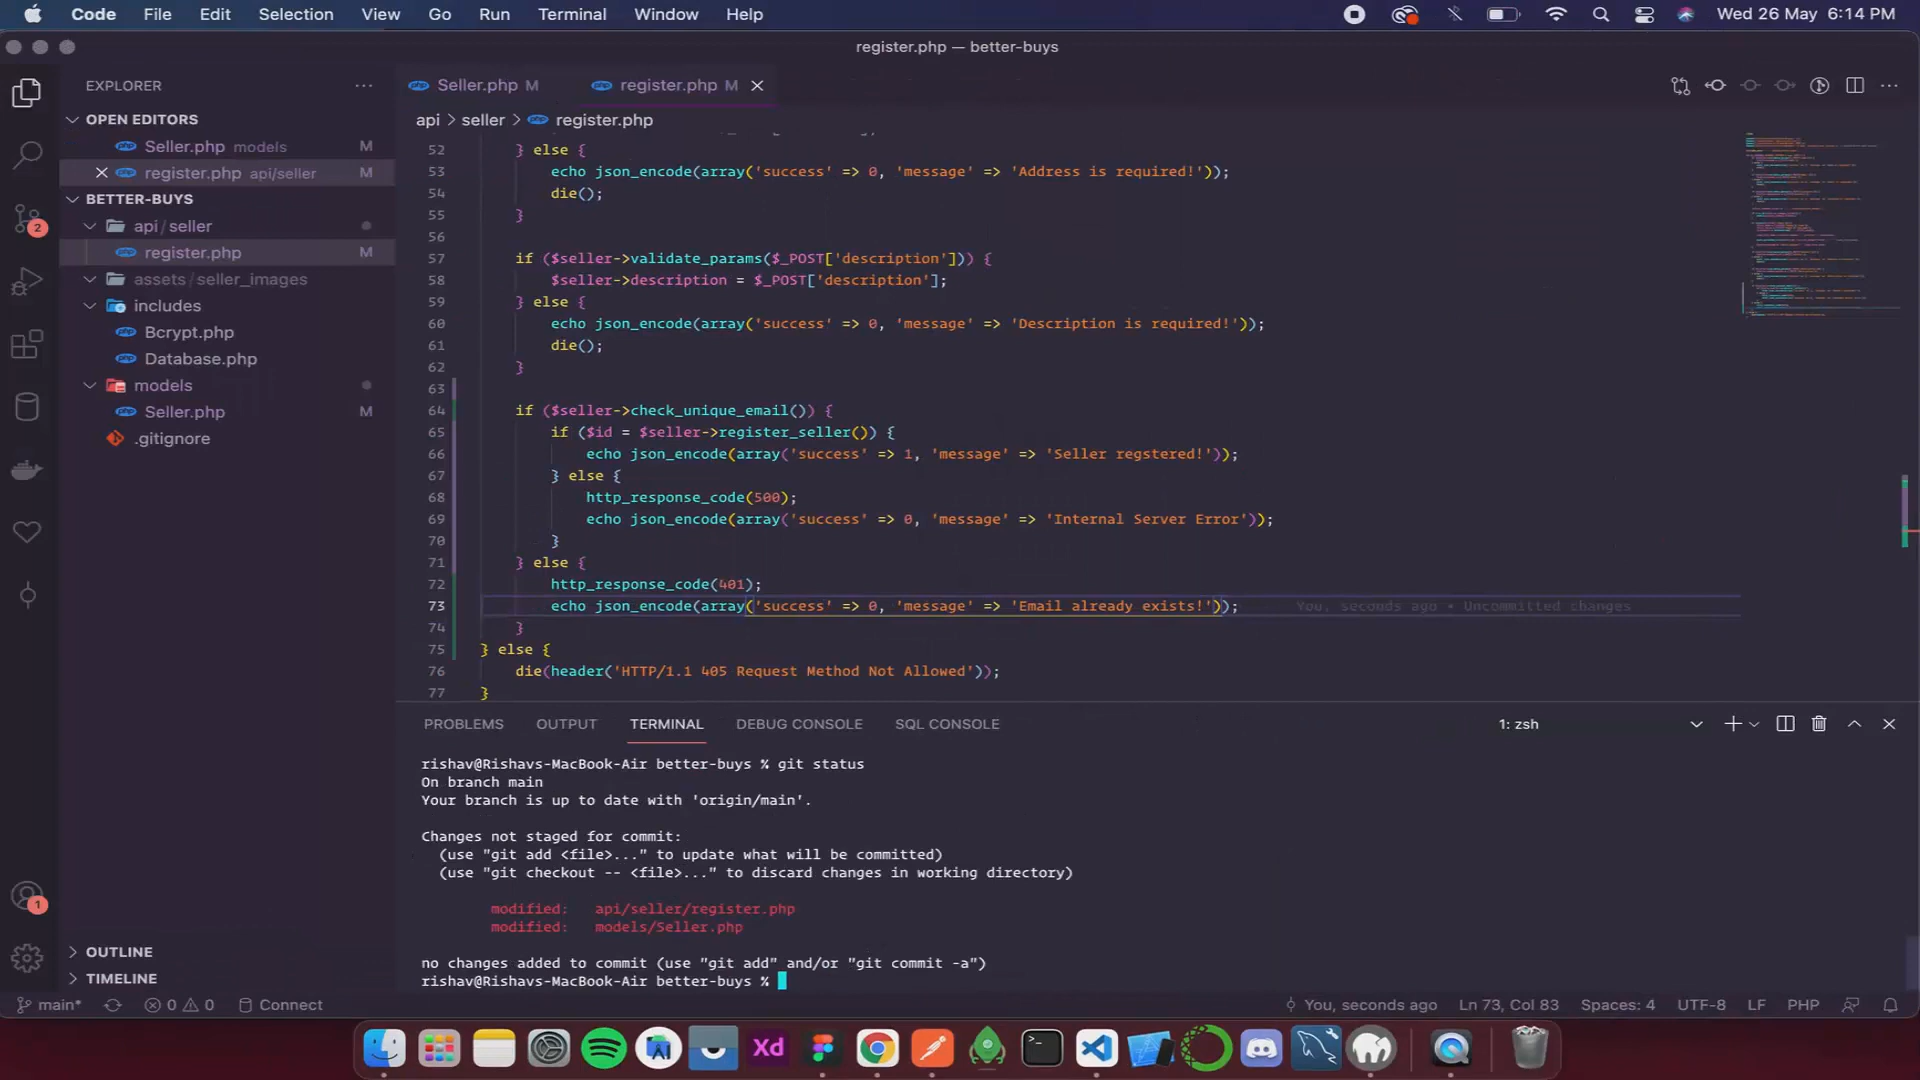 Code File Edit Selection View Go Run Terminal Window Help Wed 26 May 6:14 PM
register.php — better-buys
EXPLORER
OPEN EDITORS
Seller.php models M
register.php api/seller M
BETTER-BUYS
api/seller
register.php M
assets/seller_images
includes
Bcrypt.php
Database.php
models
Seller.php M
.gitignore
OUTLINE
TIMELINE
2
1
Seller.php M register.php M
api > seller > register.php
52 } else {
53 echo json_encode(array('success' => 0, 'message' => 'Address is required!'));
54 die();
55 }
56
57 if ($seller->validate_params($_POST['description'])) {
58 $seller->description = $_POST['description'];
59 } else {
60 echo json_encode(array('success' => 0, 'message' => 'Description is required!'));
61 die();
62 }
63
64 if ($seller->check_unique_email()) {
65 if ($id = $seller->register_seller()) {
66 echo json_encode(array('success' => 1, 'message' => 'Seller regstered!'));
67 } else {
68 http_response_code(500);
69 echo json_encode(array('success' => 0, 'message' => 'Internal Server Error'));
70 }
71 } else {
72 http_response_code(401);
73 echo json_encode(array('success' => 0, 'message' => 'Email already exists!')); You, seconds ago • Uncommitted changes
74 }
75 } else {
76 die(header('HTTP/1.1 405 Request Method Not Allowed'));
77 }
PROBLEMS OUTPUT TERMINAL DEBUG CONSOLE SQL CONSOLE 1: zsh
rishav@Rishavs-MacBook-Air better-buys % git status
On branch main
Your branch is up to date with 'origin/main'.
Changes not staged for commit:
(use "git add <file>..." to update what will be committed)
(use "git checkout -- <file>..." to discard changes in working directory)
modified: api/seller/register.php
modified: models/Seller.php
no changes added to commit (use "git add" and/or "git commit -a")
rishav@Rishavs-MacBook-Air better-buys %
main* 0 0 Connect You, seconds ago Ln 73, Col 83 Spaces: 4 UTF-8 LF PHP
Xd